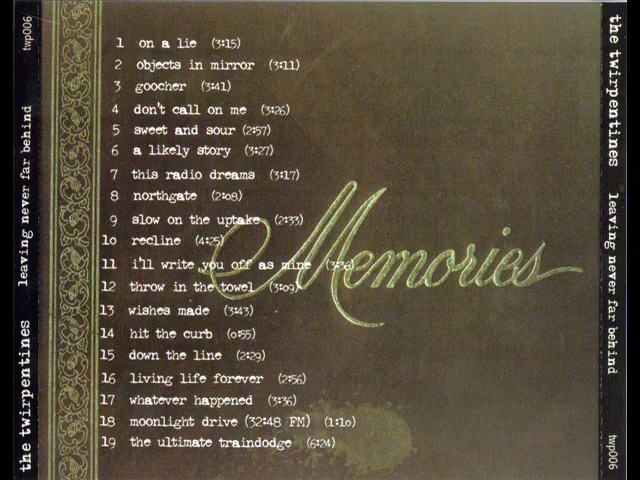 twp006
leaving never far behind
the twirpentines
1 on a lie (3:15)
2 objects in mirror (3:11)
3 goocher (3:41)
4 don't call on me (3:26)
5 sweet and sour (2:57)
6 a likely story (3:27)
7 this radio dreams (3:17)
8 northgate (2:08)
9 slow on the uptake (2:33)
10 recline (4:25)
11 i'll write you off as mine (3:36)
12 throw in the towel (3:09)
13 wishes made (3:43)
14 hit the curb (0:55)
15 down the line (2:29)
16 living life forever (2:56)
17 whatever happened (3:36)
18 moonlight drive (32:48 FM) (1:10)
19 the ultimate traindodge (6:24)
Memories
the twirpentines
leaving never far behind
twp006